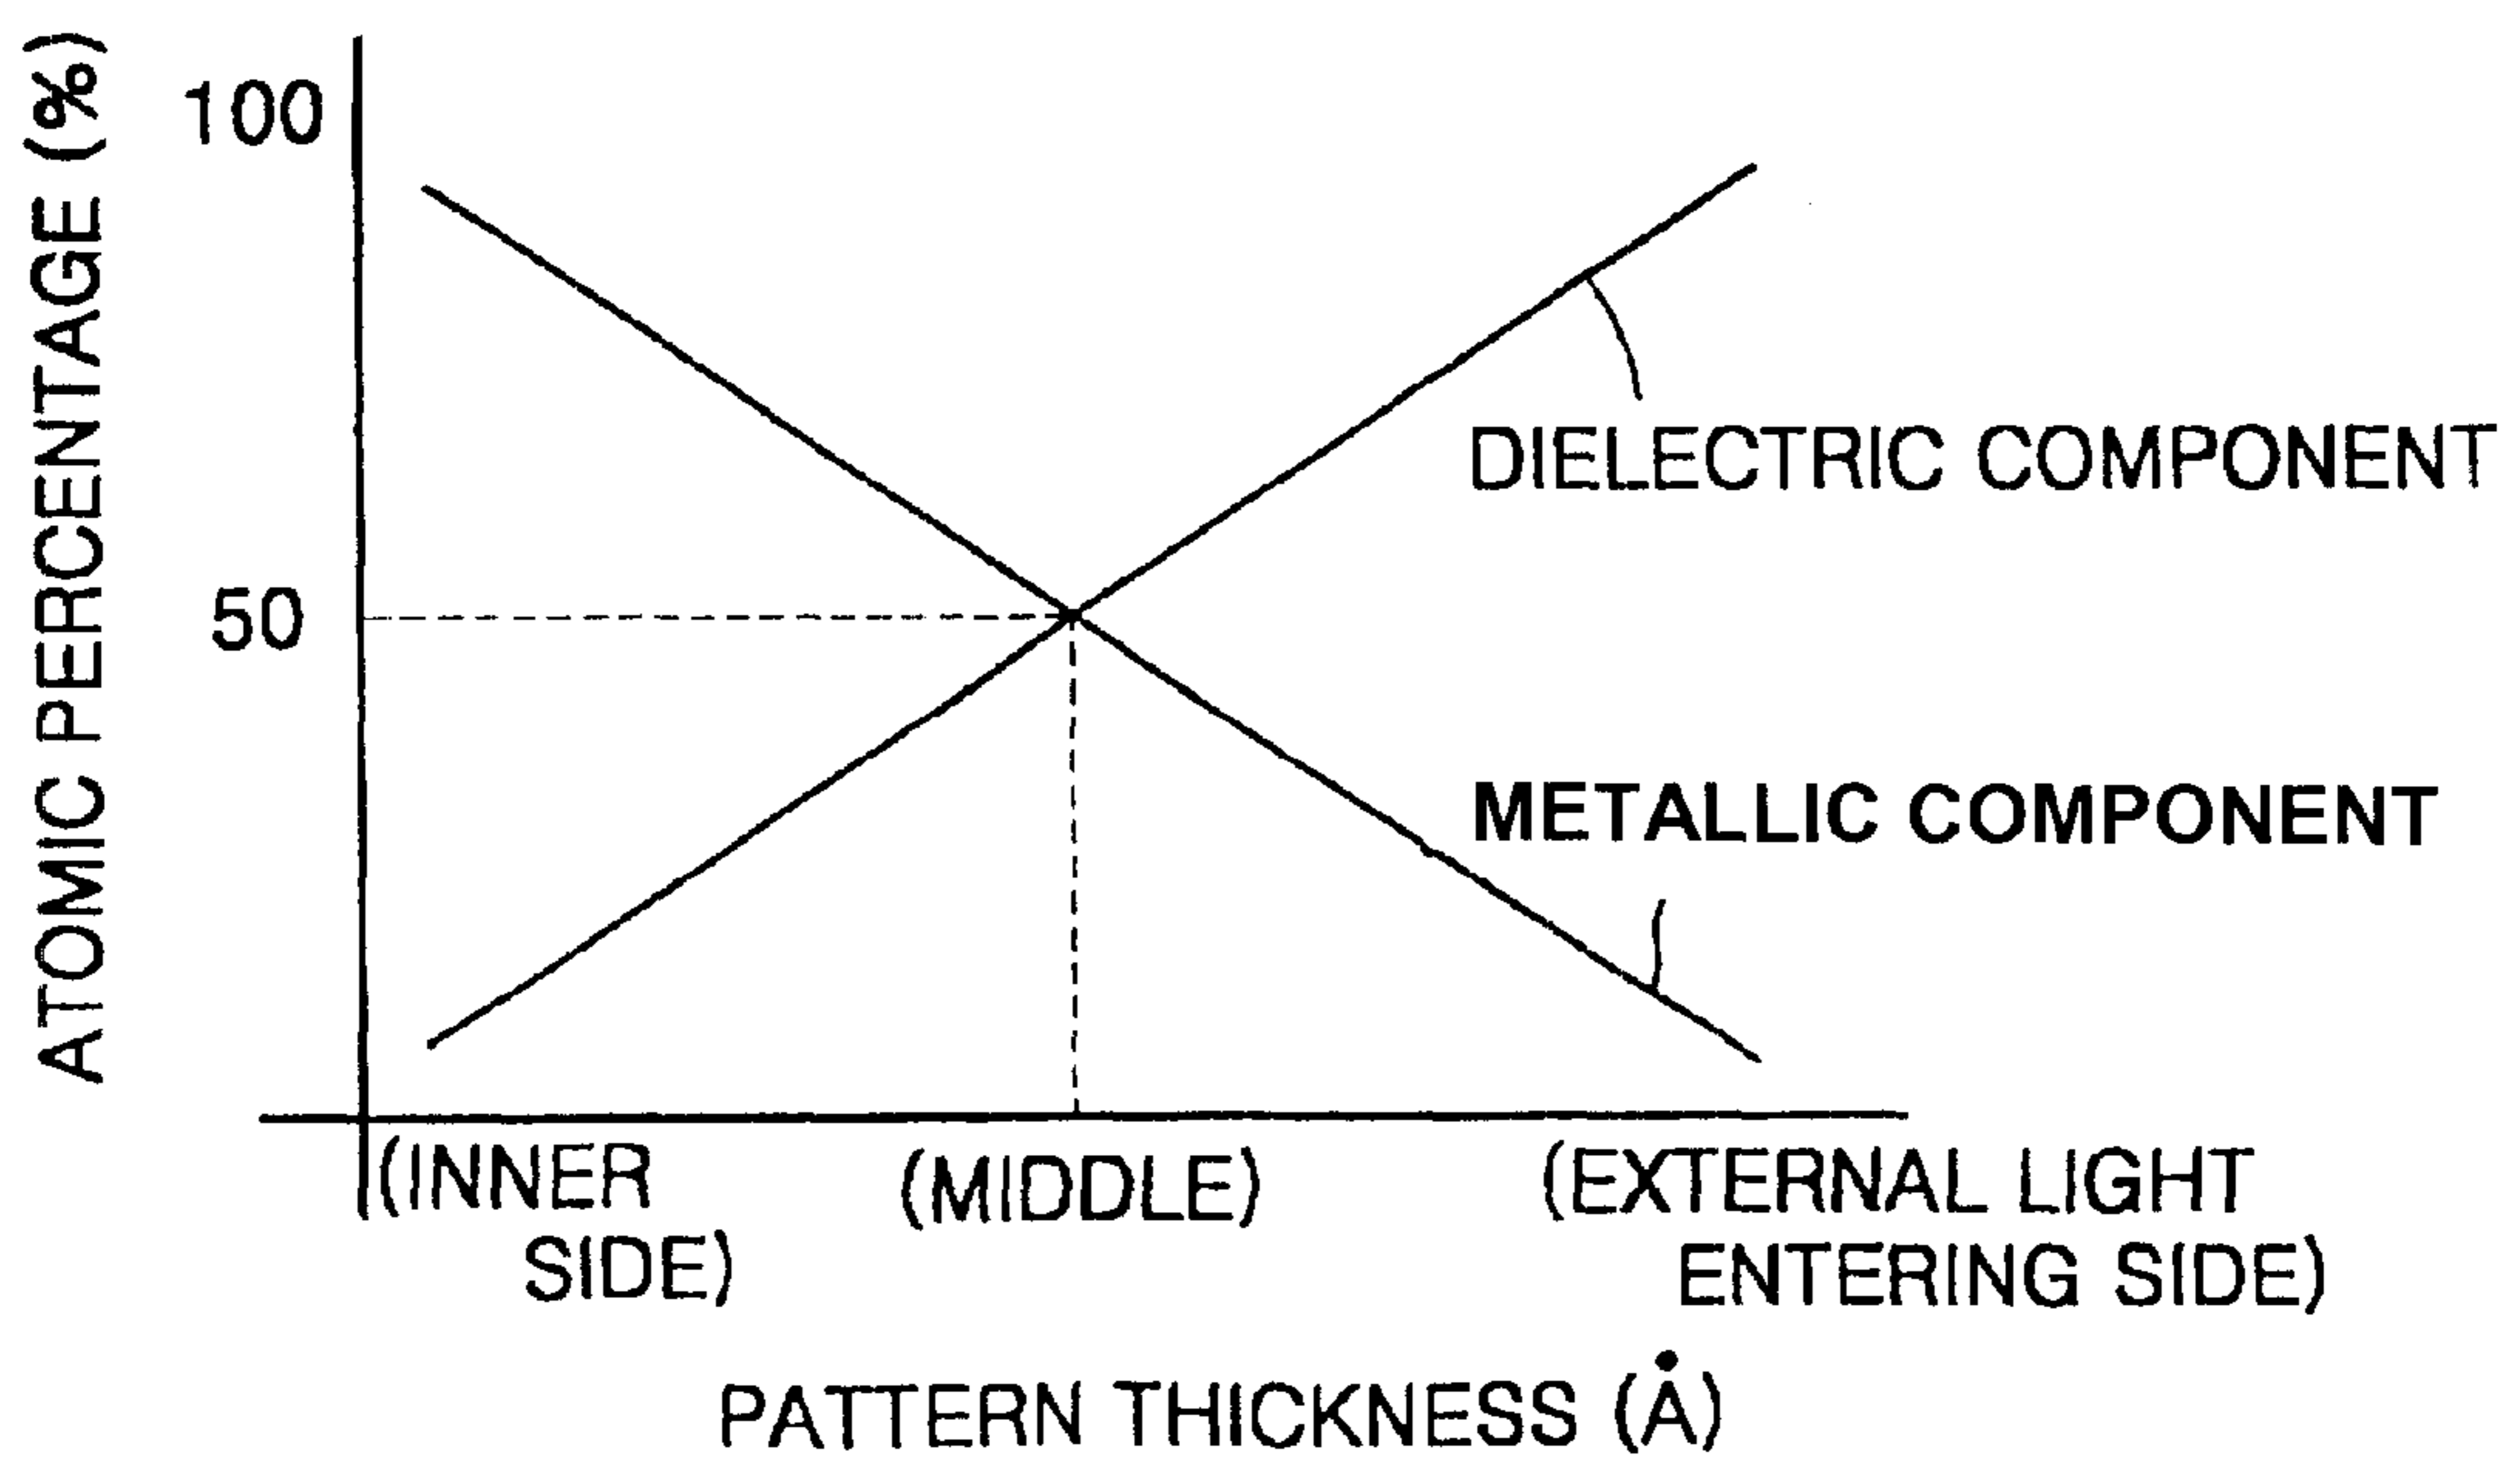 ATOMIC PERCENTAGE (%)
100
50
DIELECTRIC COMPONENT
METALLIC COMPONENT
(INNER
SIDE)
(MIDDLE)
(EXTERNAL LIGHT
ENTERING SIDE)
PATTERN THICKNESS (Å)